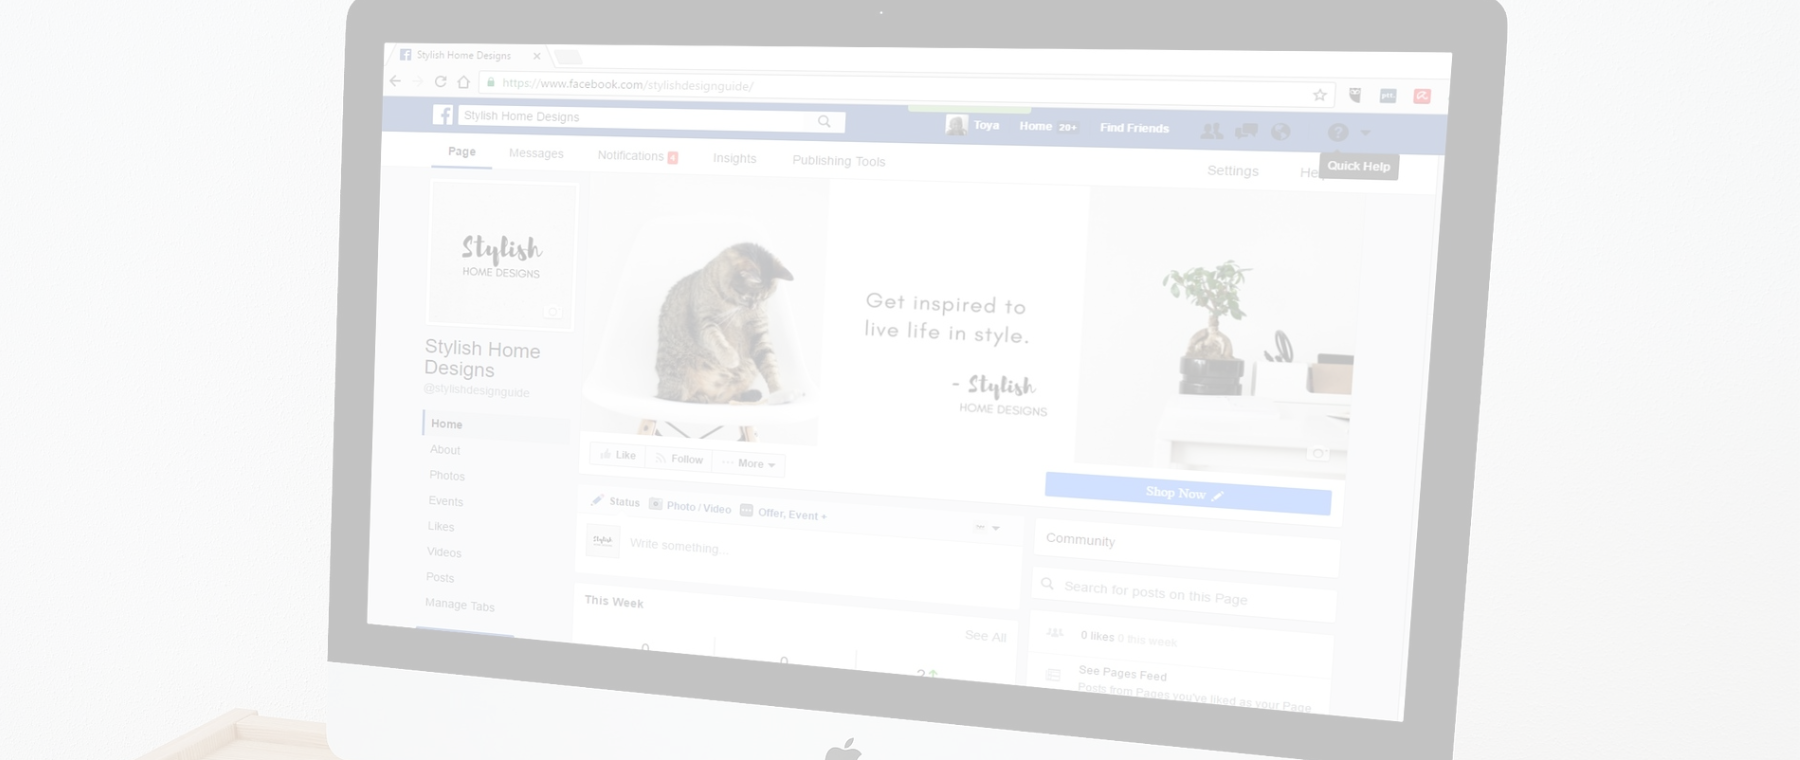 Stylish Home Designs
https://www.facebook.com/stylishdesignguide/
Stylish Home Designs
Toya
Home 20+
Find Friends
Page
Messages
Notifications
Insights
Publishing Tools
Settings
Quick Help
Stylish
HOME DESIGNS
Stylish Home
Designs
@stylishdesignguide
Home
About
Photos
Events
Likes
Videos
Posts
Manage Tabs
Get inspired to
live life in style.
- Stylish
HOME DESIGNS
Like
Follow
More
Shop Now
Status
Photo / Video
Offer, Event +
Stylish
Write something...
This Week
See All
Community
Search for posts on this Page
0 likes 0 this week
See Pages Feed
Posts from Pages you've liked as your Page